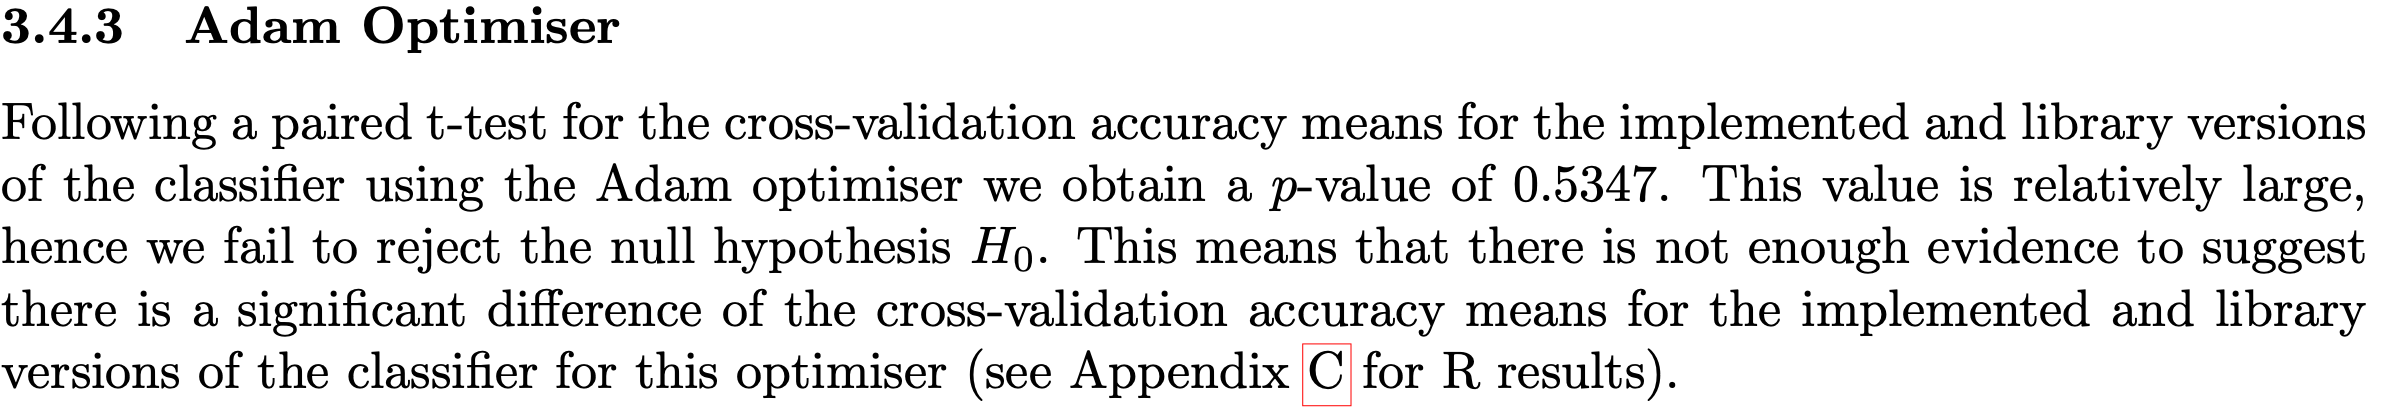 3.4.3 Adam Optimiser
Following a paired t-test for the cross-validation accuracy means for the implemented and library versions
of the classifier using the Adam optimiser we obtain a p-value of 0.5347. This value is relatively large,
hence we fail to reject the null hypothesis H₀. This means that there is not enough evidence to suggest
there is a significant difference of the cross-validation accuracy means for the implemented and library
versions of the classifier for this optimiser (see Appendix C for R results).